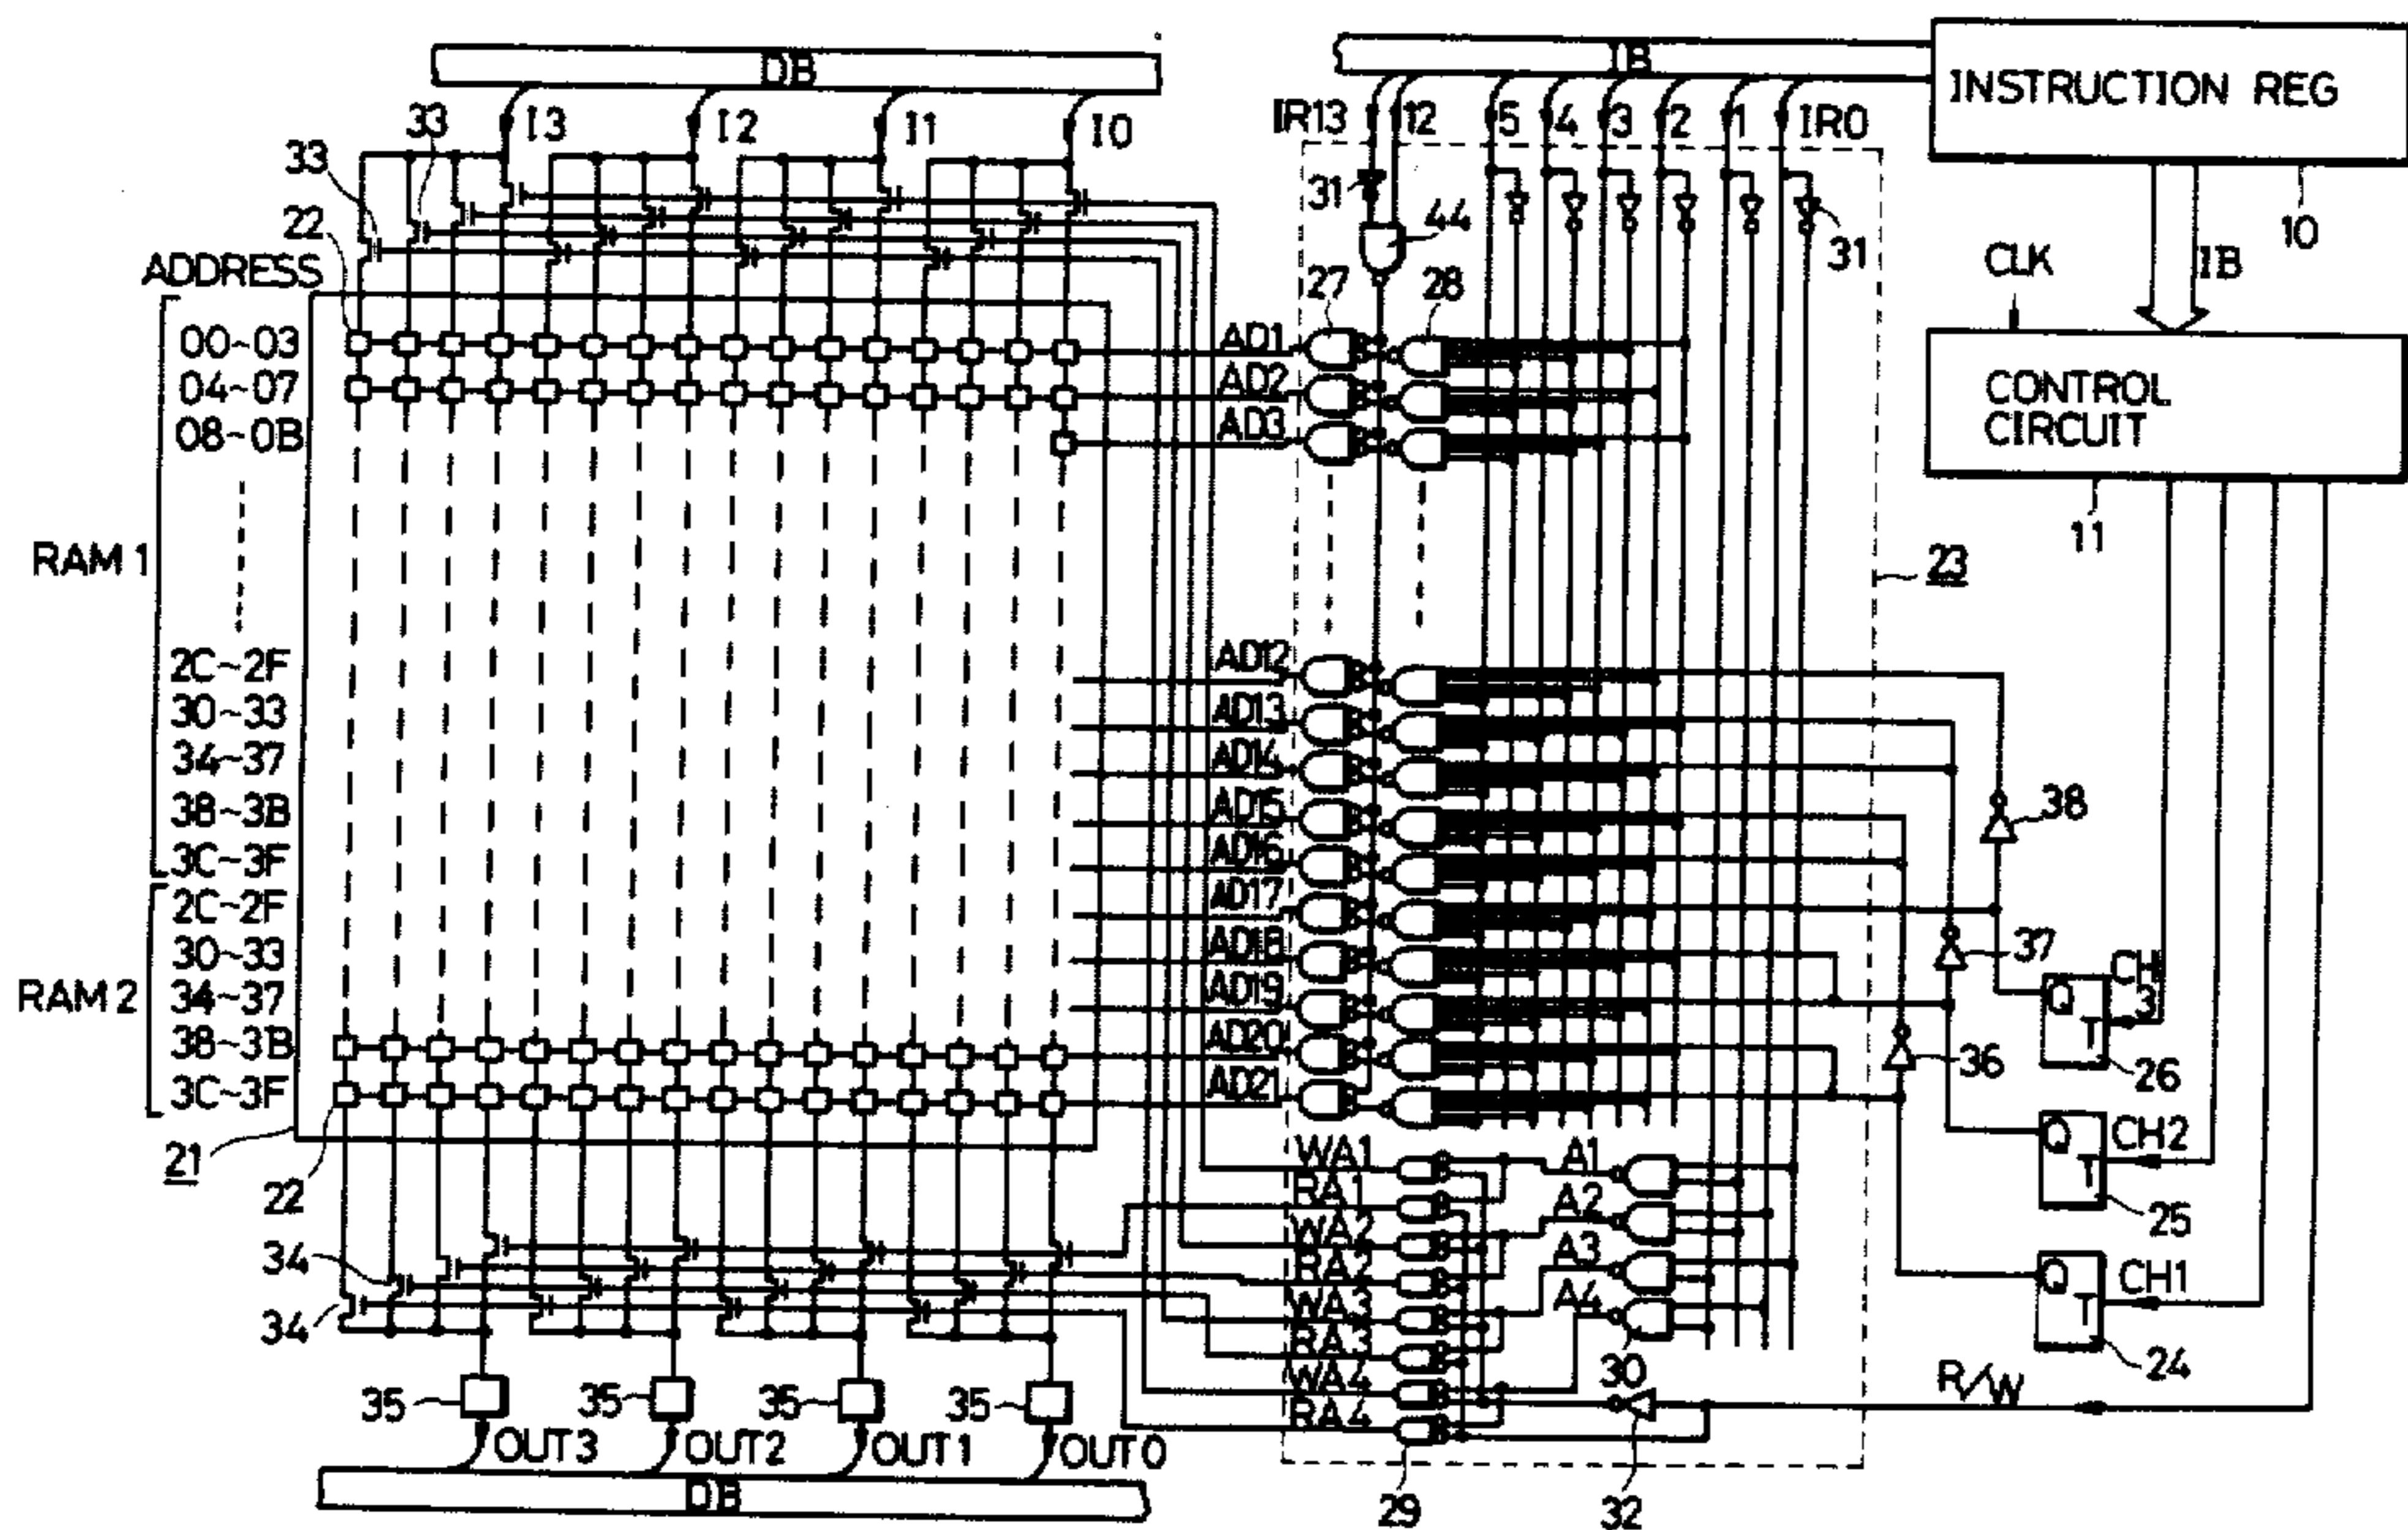 DB
IB
INSTRUCTION REG
I3
I2
I1
I0
IR13
12
5
4
3
2
1
IR0
33
33
22
31
44
31
10
CLK
IB
ADDRESS
27
28
00~03
AD1
04~07
AD2
08~0B
AD3
CONTROL
CIRCUIT
11
RAM 1
23
2C~2F
AD12
30~33
AD13
34~37
AD14
38~3B
AD15
38
3C~3F
AD16
2C~2F
AD17
30~33
AD18
37
RAM 2
34~37
AD19
CH
3
Q
T
38~3B
AD20
36
26
3C~3F
AD21
21
22
WA1
A1
Q
CH2
T
25
RA1
A2
WA2
34
RA2
A3
34
WA3
A4
Q
CH1
T
24
RA3
30
WA4
R/W
RA4
35
35
35
35
OUT3
OUT2
OUT1
OUT0
DB
29
32